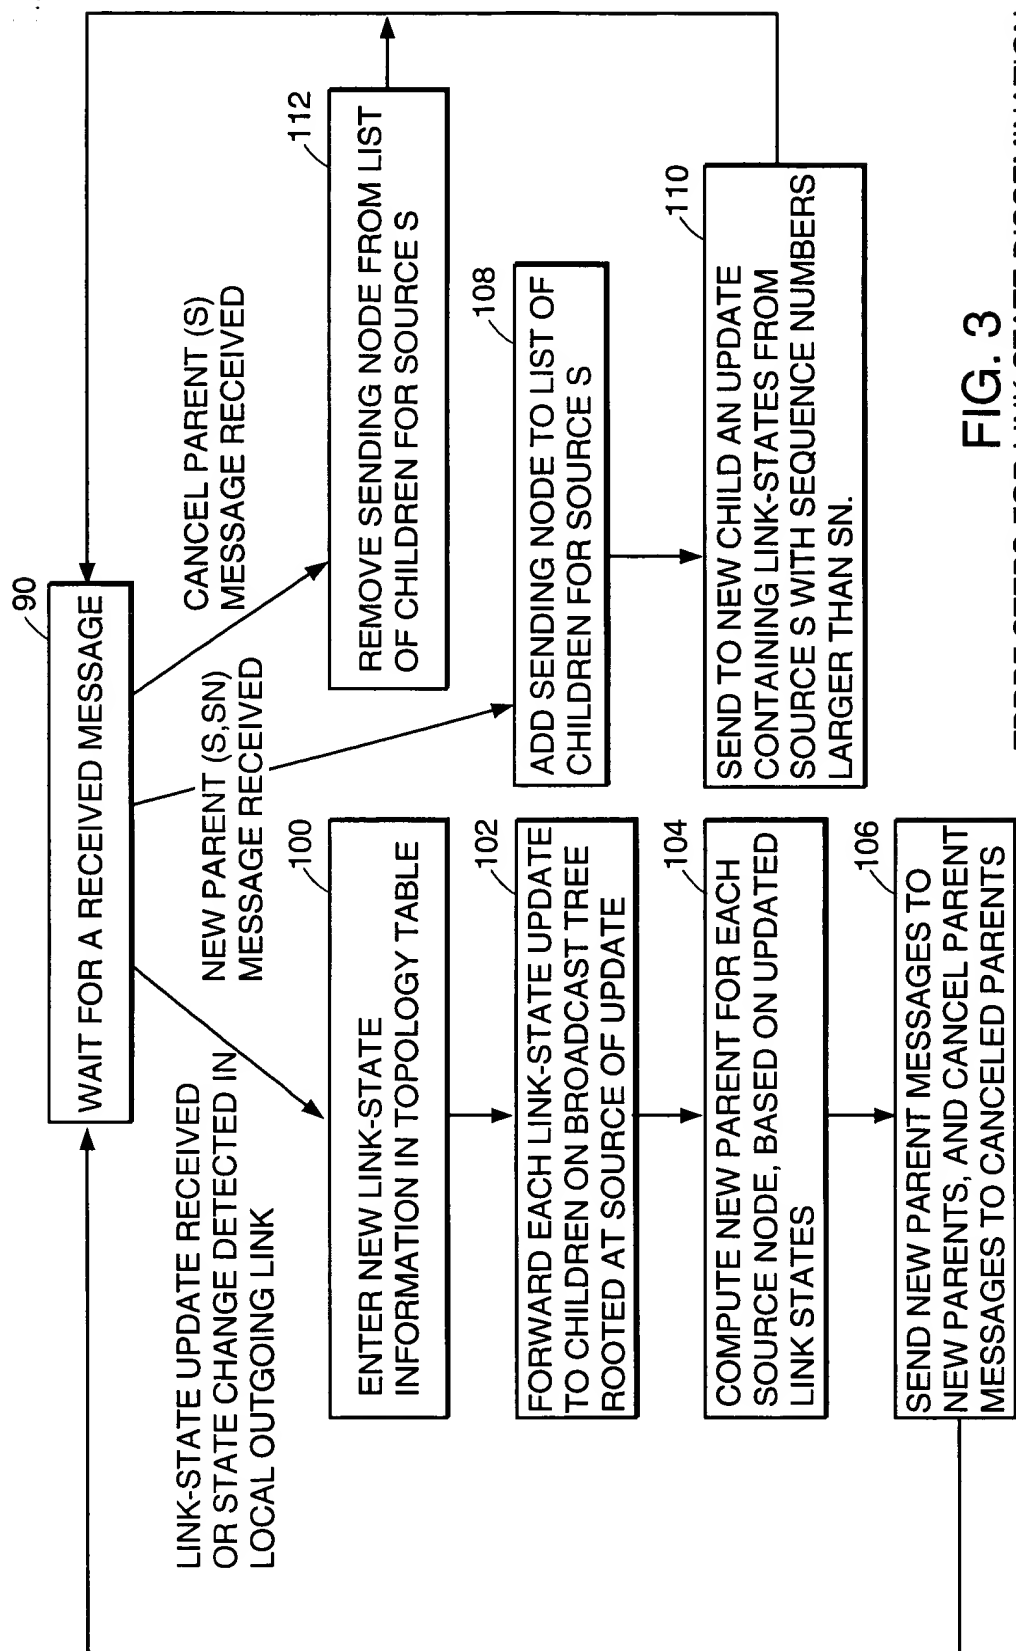 90
WAIT FOR A RECEIVED MESSAGE
LINK-STATE UPDATE RECEIVED
OR STATE CHANGE DETECTED IN
LOCAL OUTGOING LINK
NEW PARENT (S,SN)
MESSAGE RECEIVED
CANCEL PARENT (S)
MESSAGE RECEIVED
100
ENTER NEW LINK-STATE
INFORMATION IN TOPOLOGY TABLE
102
FORWARD EACH LINK-STATE UPDATE
TO CHILDREN ON BROADCAST TREE
ROOTED AT SOURCE OF UPDATE
104
COMPUTE NEW PARENT FOR EACH
SOURCE NODE, BASED ON UPDATED
LINK STATES
106
SEND NEW PARENT MESSAGES TO
NEW PARENTS, AND CANCEL PARENT
MESSAGES TO CANCELED PARENTS
112
REMOVE SENDING NODE FROM LIST
OF CHILDREN FOR SOURCE S
108
ADD SENDING NODE TO LIST OF
CHILDREN FOR SOURCE S
110
SEND TO NEW CHILD AN UPDATE
CONTAINING LINK-STATES FROM
SOURCE S WITH SEQUENCE NUMBERS
LARGER THAN SN.
FIG. 3